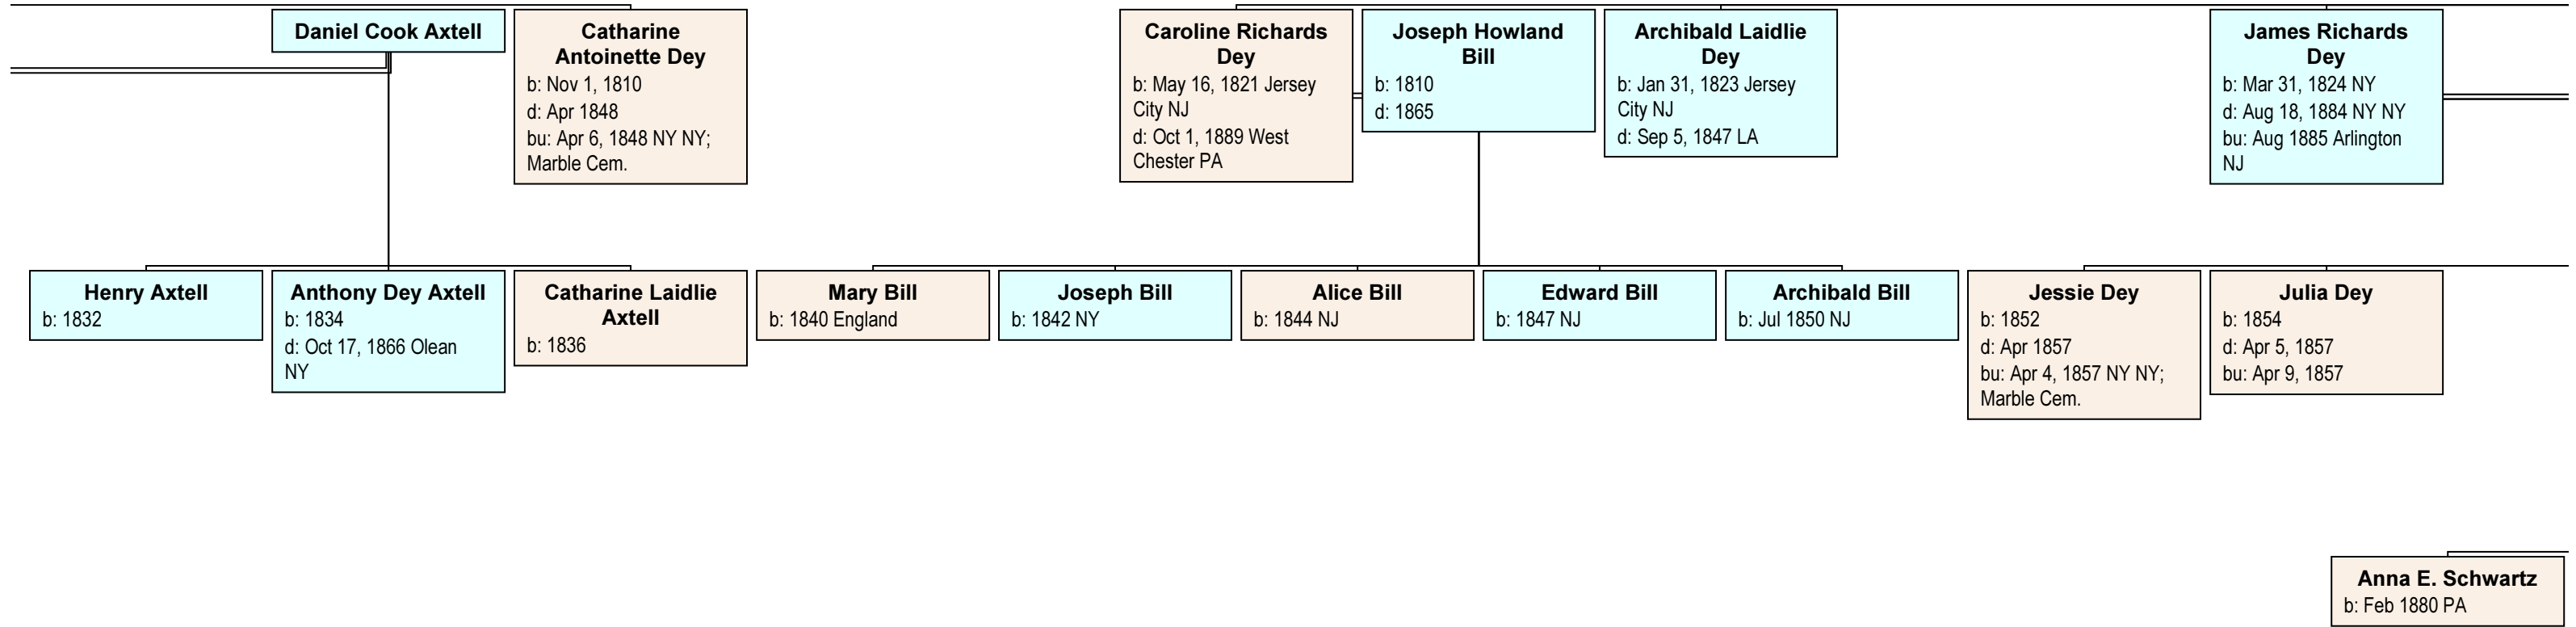 Daniel Cook Axtell
Catharine
Antoinette Dey
b: Nov 1, 1810
d: Apr 1848
bu: Apr 6, 1848 NY NY;
Marble Cem.
Caroline Richards
Dey
b: May 16, 1821 Jersey
City NJ
d: Oct 1, 1889 West
Chester PA
Joseph Howland
Bill
b: 1810
d: 1865
Archibald Laidlie
Dey
b: Jan 31, 1823 Jersey
City NJ
d: Sep 5, 1847 LA
James Richards
Dey
b: Mar 31, 1824 NY
d: Aug 18, 1884 NY NY
bu: Aug 1885 Arlington
NJ
Henry Axtell
b: 1832
Anthony Dey Axtell
b: 1834
d: Oct 17, 1866 Olean
NY
Catharine Laidlie
Axtell
b: 1836
Mary Bill
b: 1840 England
Joseph Bill
b: 1842 NY
Alice Bill
b: 1844 NJ
Edward Bill
b: 1847 NJ
Archibald Bill
b: Jul 1850 NJ
Jessie Dey
b: 1852
d: Apr 1857
bu: Apr 4, 1857 NY NY;
Marble Cem.
Julia Dey
b: 1854
d: Apr 5, 1857
bu: Apr 9, 1857
Anna E. Schwartz
b: Feb 1880 PA